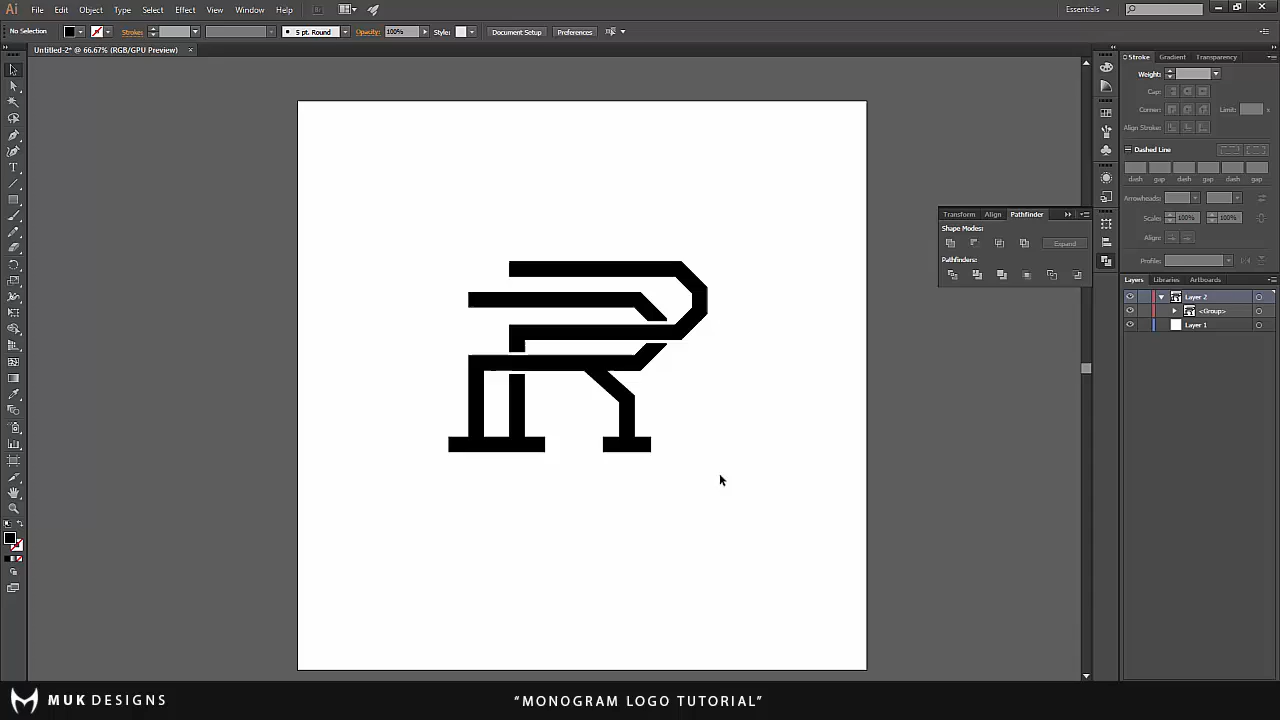 Ai File Edit Object Type Select Effect View Window Help Br Essentials
No Selection Stroke: 5 pt. Round Opacity: 100% Style: Document Setup Preferences
Untitled-2* @ 66.67% (RGB/GPU Preview) ×
Stroke Gradient Transparency
Weight:
Cap:
Corner: Limit: x
Align Stroke:
Dashed Line
dash gap dash gap dash gap
Arrowheads:
Scale: 100% 100%
Align:
Profile:
Transform Align Pathfinder
Shape Modes:
Expand
Pathfinders:
Layers Libraries Artboards
Layer 2
<Group>
Layer 1
MUK DESIGNS
"MONOGRAM LOGO TUTORIAL"